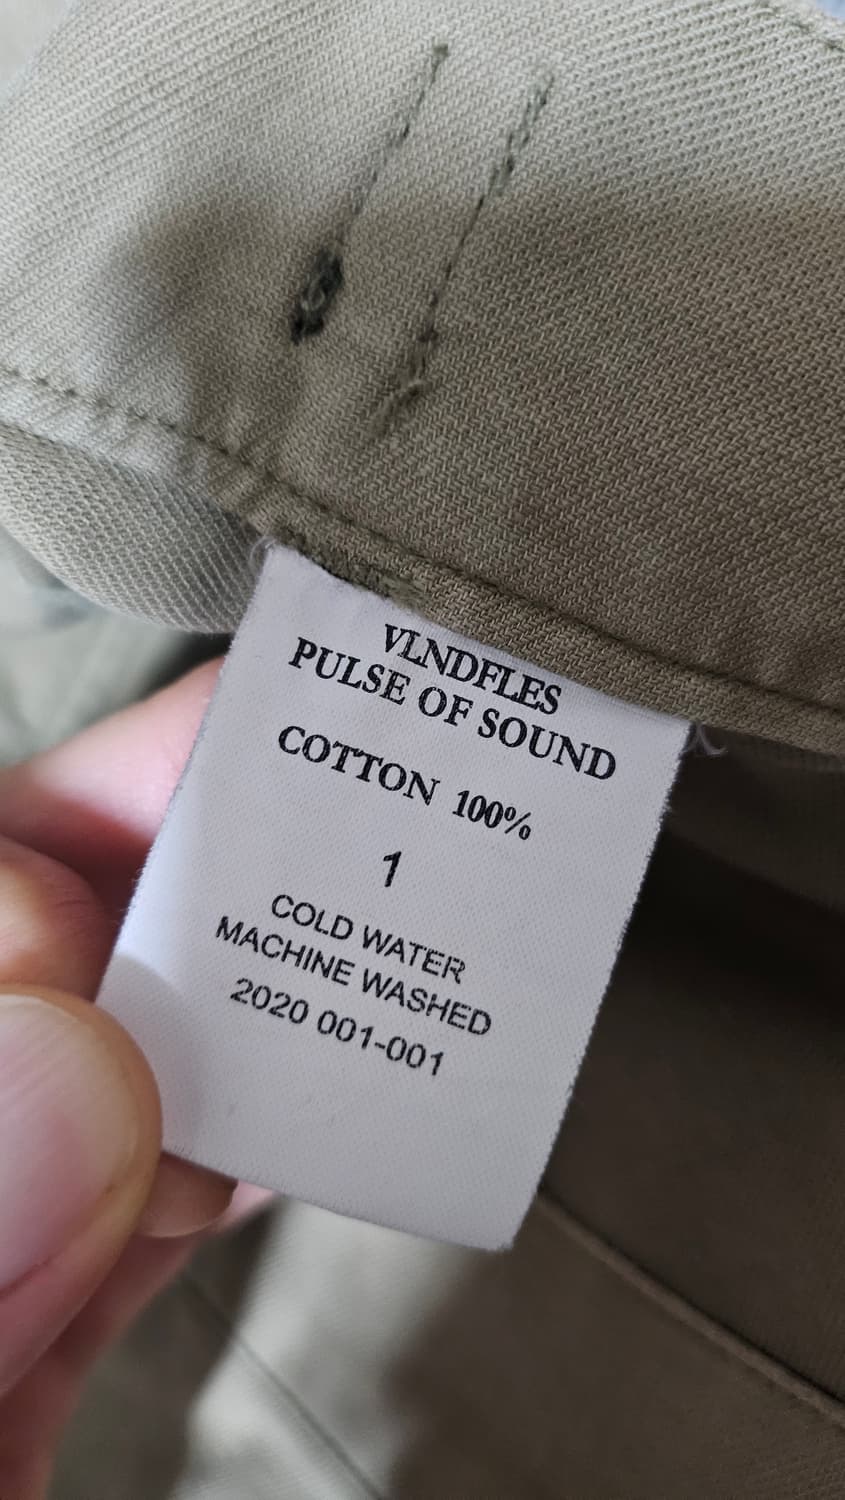 VLNDFLES
PULSE OF SOUND
COTTON 100%
1
COLD WATER
MACHINE WASHED
2020 001-001